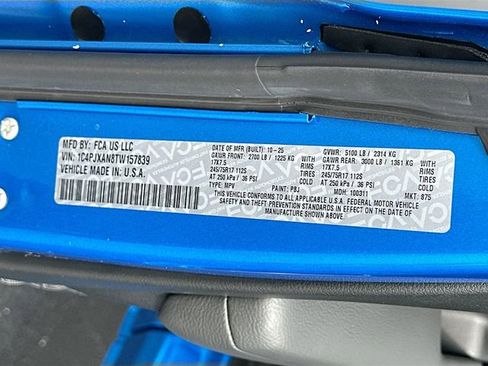 MFD BY: FCA US LLC
VIN: 1C4PJXAN8TW157839
VEHICLE MADE IN: U.S.A.
DATE OF MFR (BUILT): 10-25 GVWR: 5100 LB / 2314 KG
GAWR FRONT: 2700 LB / 1225 KG WITH GAWR REAR: 3000 LB / 1361 KG WITH
17X7.5 RIMS 17X7.5 RIMS
245/75R17 112S TIRES 245/75R17 112S TIRES
AT 250 kPa / 36 PSI AT 250 kPa / 36 PSI
TYPE: MPV PAINT: PBJ MDH: 100311 MKT: 875
THIS VEHICLE CONFORMS TO ALL APPLICABLE U.S.A. FEDERAL MOTOR VEHICLE
SAFETY AND THEFT PREVENTION STANDARDS IN EFFECT ON THE DATE OF
MANUFACTURE SHOWN ABOVE.